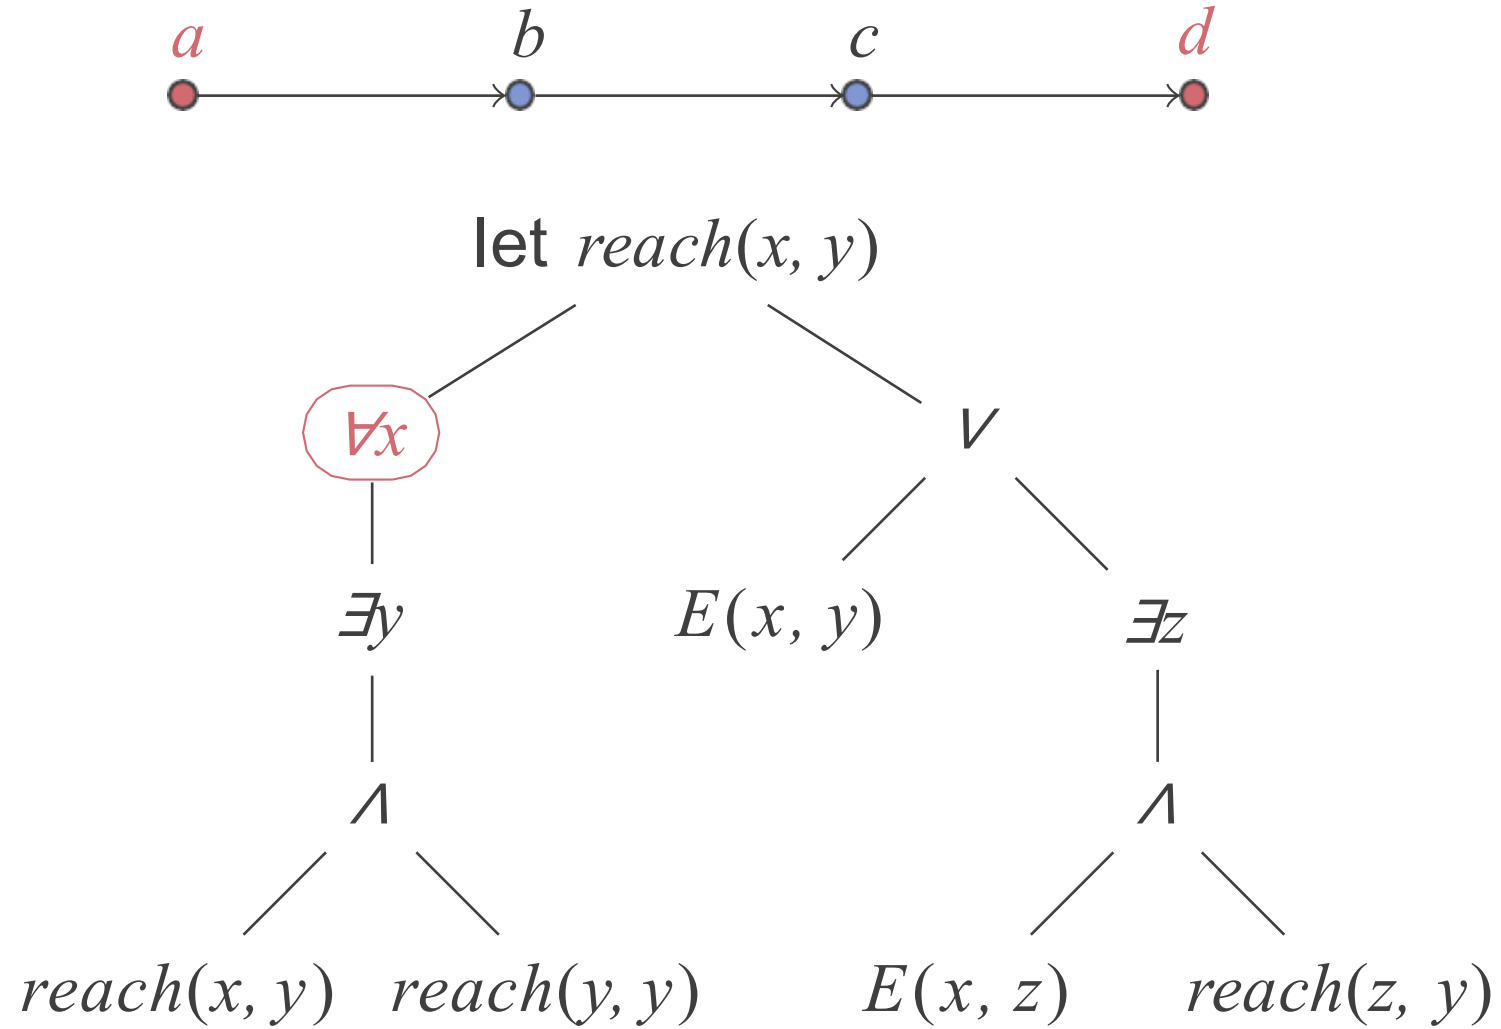 a b c d
let reach(x, y)
∀x ∨
∃y E(x, y) ∃z
∧ ∧
reach(x, y) reach(y, y) E(x, z) reach(z, y)